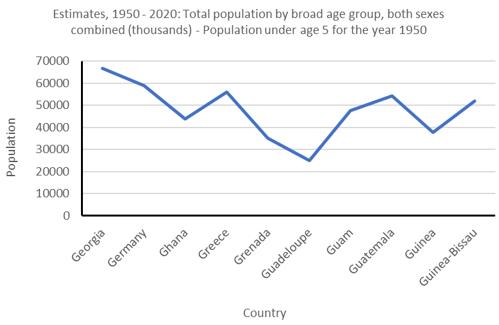 Estimates, 1950 - 2020: Total population by broad age group, both sexes
combined (thousands) - Population under age 5 for the year 1950
Population
70000
60000
50000
40000
30000
20000
10000
0
Georgia
Germany
Ghana
Greece
Grenada
Guadeloupe
Guam
Guatemala
Guinea
Guinea-Bissau
Country